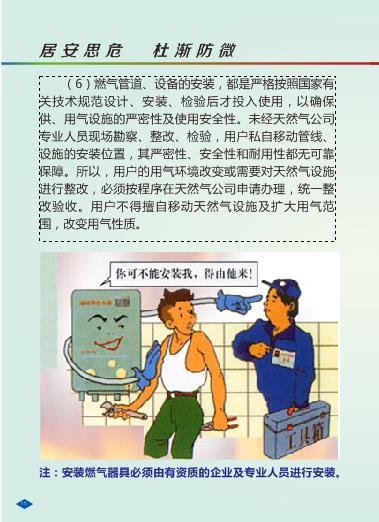 居安思危 杜渐防微
（6）燃气管道、设备的安装，都是严格按照国家有
关技术规范设计、安装、检验后才投入使用，以确保
供、用气设施的严密性及使用安全性。未经天然气公司
专业人员现场勘察、整改、检验，用户私自移动管线、
设施的安装位置，其严密性、安全性和耐用性都无可靠
保障。所以，用户的用气环境改变或需要对天然气设施
进行整改，必须按程序在天然气公司申请办理，统一整
改验收。用户不得擅自移动天然气设施及扩大用气范
围，改变用气性质。
你可不能安装我，得由他来！
工具箱
注：安装燃气器具必须由有资质的企业及专业人员进行安装。
11